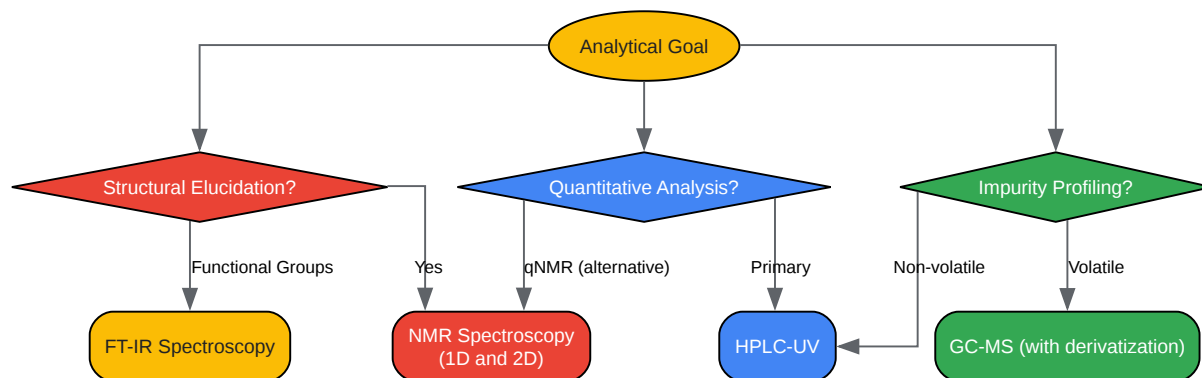 Analytical Goal
Structural Elucidation?
Quantitative Analysis?
Impurity Profiling?
Functional Groups
Yes
qNMR (alternative)
Primary
Non-volatile
Volatile
FT-IR Spectroscopy
NMR Spectroscopy
(1D and 2D)
HPLC-UV
GC-MS (with derivatization)